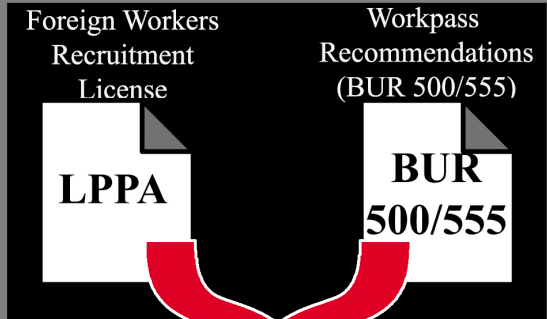 Foreign Workers
Recruitment
License
LPPA
Workpass
Recommendations
(BUR 500/555)
BUR
500/555